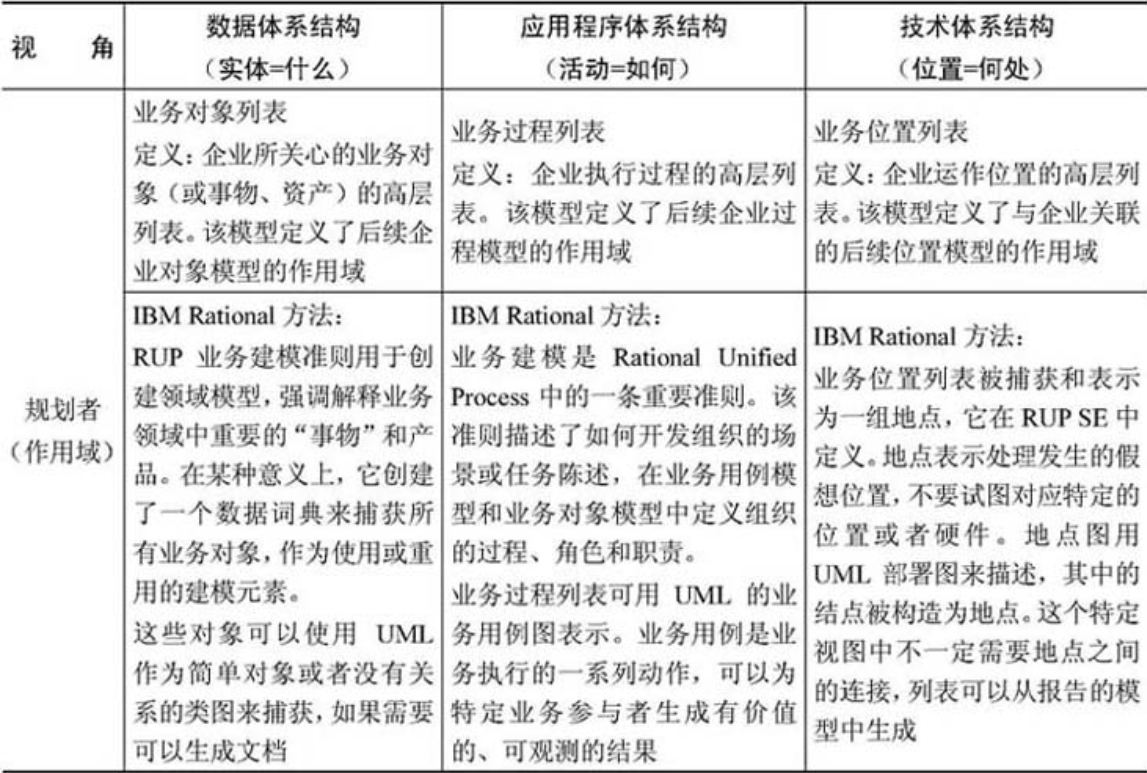 视 角
数据体系结构
（实体=什么）
应用程序体系结构
（活动=如何）
技术体系结构
（位置=何处）
规划者
（作用域）
业务对象列表
定义：企业所关心的业务对
象（或事物、资产）的高层
列表。该模型定义了后续企
业对象模型的作用域
业务过程列表
定义：企业执行过程的高层列
表。该模型定义了后续企业过
程模型的作用域
业务位置列表
定义：企业运作位置的高层列
表。该模型定义了与企业关联
的后续位置模型的作用域
IBM Rational 方法：
RUP 业务建模准则用于创
建领域模型，强调解释业务
领域中重要的“事物”和产
品。在某种意义上，它创建
了一个数据词典来捕获所
有业务对象，作为使用或重
用的建模元素。
这些对象可以使用 UML
作为简单对象或者没有关
系的类图来捕获，如果需要
可以生成文档
IBM Rational 方法：
业务建模是 Rational Unified
Process 中的一条重要准则。该
准则描述了如何开发组织的场
景或任务陈述，在业务用例模
型和业务对象模型中定义组织
的过程、角色和职责。
业务过程列表可用 UML 的业
务用例图表示。业务用例是业
务执行的一系列动作，可以为
特定业务参与者生成有价值
的、可观测的结果
IBM Rational 方法：
业务位置列表被捕获和表示
为一组地点，它在 RUP SE 中
定义。地点表示处理发生的假
想位置，不要试图对应特定的
位置或者硬件。地点图用
UML 部署图来描述，其中的
结点被构造为地点。这个特定
视图中不一定需要地点之间
的连接，列表可以从报告的模
型中生成